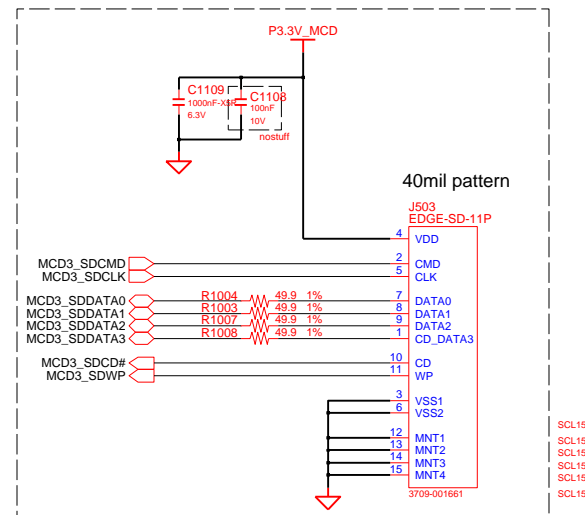 P3.3V_MCD
C1109
1000nF-X5R
6.3V
C1108
100nF
10V
nostuff
40mil pattern
J503
EDGE-SD-11P
4 VDD
MCD3_SDCMD 2 CMD
MCD3_SDCLK 5 CLK
MCD3_SDDATA0 R1004 49.9 1% 7 DATA0
MCD3_SDDATA1 R1003 49.9 1% 8 DATA1
MCD3_SDDATA2 R1007 49.9 1% 9 DATA2
MCD3_SDDATA3 R1008 49.9 1% 1 CD_DATA3
MCD3_SDCD# 10 CD
MCD3_SDWP 11 WP
3 VSS1
6 VSS2
12 MNT1
13 MNT2
14 MNT3
15 MNT4
3709-001661
SCL15
SCL15
SCL15
SCL15
SCL15
SCL15